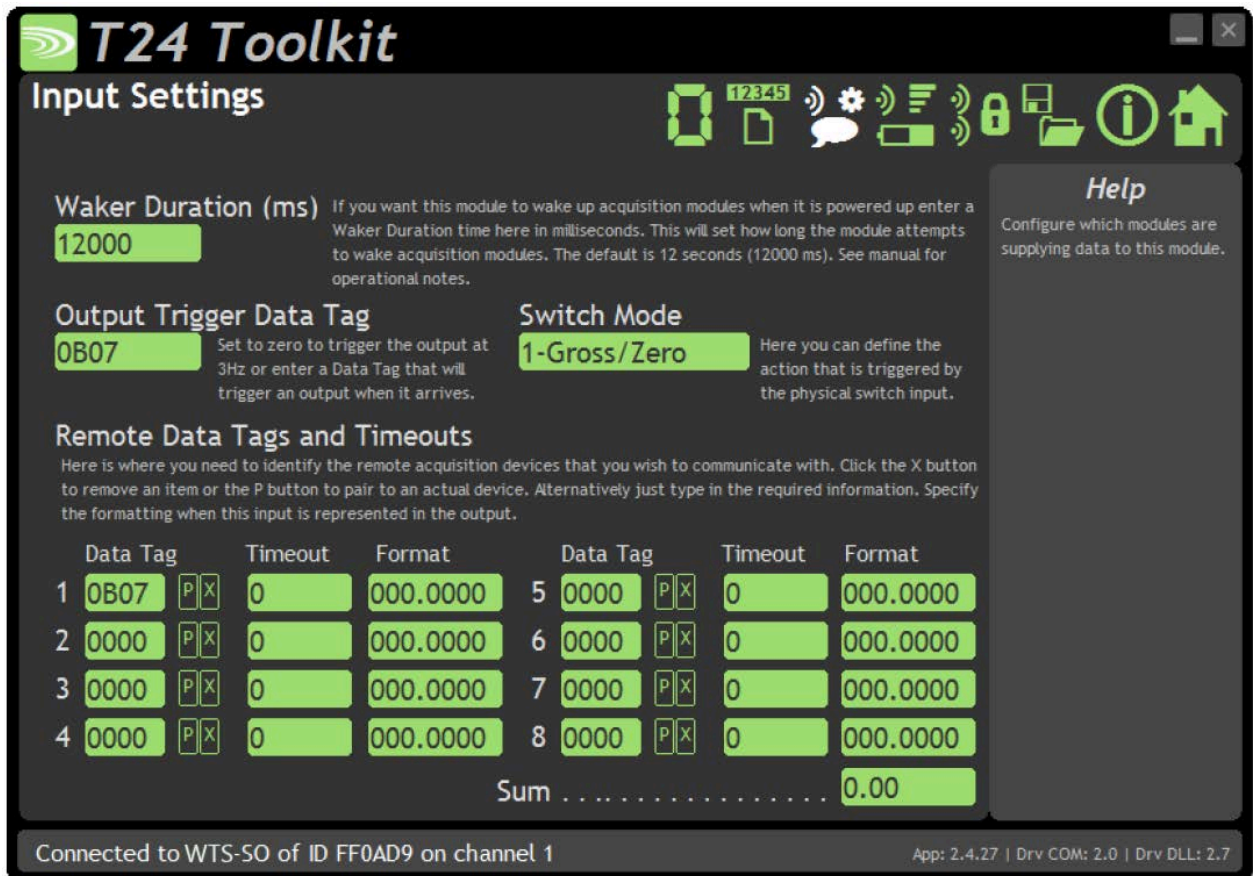 T24 Toolkit
Input Settings
12345
Waker Duration (ms)
12000
If you want this module to wake up acquisition modules when it is powered up enter a
Waker Duration time here in milliseconds. This will set how long the module attempts
to wake acquisition modules. The default is 12 seconds (12000 ms). See manual for
operational notes.
Output Trigger Data Tag
0B07
Set to zero to trigger the output at
3Hz or enter a Data Tag that will
trigger an output when it arrives.
Switch Mode
1-Gross/Zero
Here you can define the
action that is triggered by
the physical switch input.
Remote Data Tags and Timeouts
Here is where you need to identify the remote acquisition devices that you wish to communicate with. Click the X button
to remove an item or the P button to pair to an actual device. Alternatively just type in the required information. Specify
the formatting when this input is represented in the output.
Data Tag Timeout Format Data Tag Timeout Format
1 0B07 P X 0 000.0000 5 0000 P X 0 000.0000
2 0000 P X 0 000.0000 6 0000 P X 0 000.0000
3 0000 P X 0 000.0000 7 0000 P X 0 000.0000
4 0000 P X 0 000.0000 8 0000 P X 0 000.0000
Sum . . . . . . . . . . . . . . . . . . 0.00
Help
Configure which modules are
supplying data to this module.
Connected to WTS-SO of ID FF0AD9 on channel 1
App: 2.4.27 | Drv COM: 2.0 | Drv DLL: 2.7